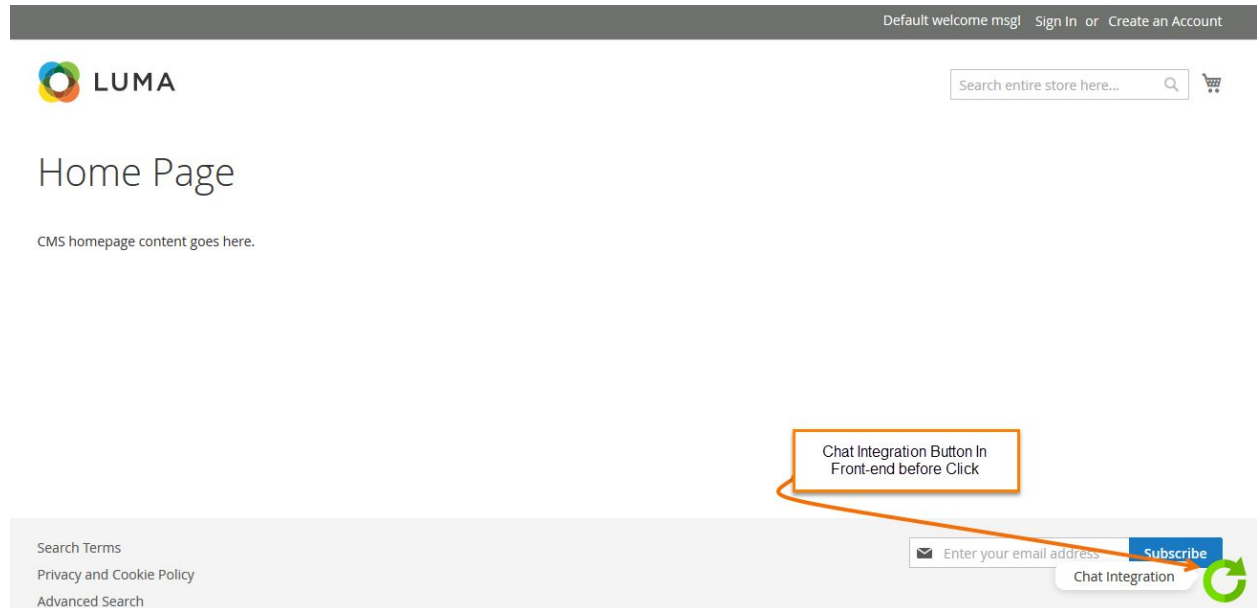 Default welcome msg! Sign In or Create an Account
LUMA
Search entire store here...
Home Page
CMS homepage content goes here.
Chat Integration Button In
Front-end before Click
Search Terms
Enter your email address
Subscribe
Privacy and Cookie Policy
Chat Integration
Advanced Search